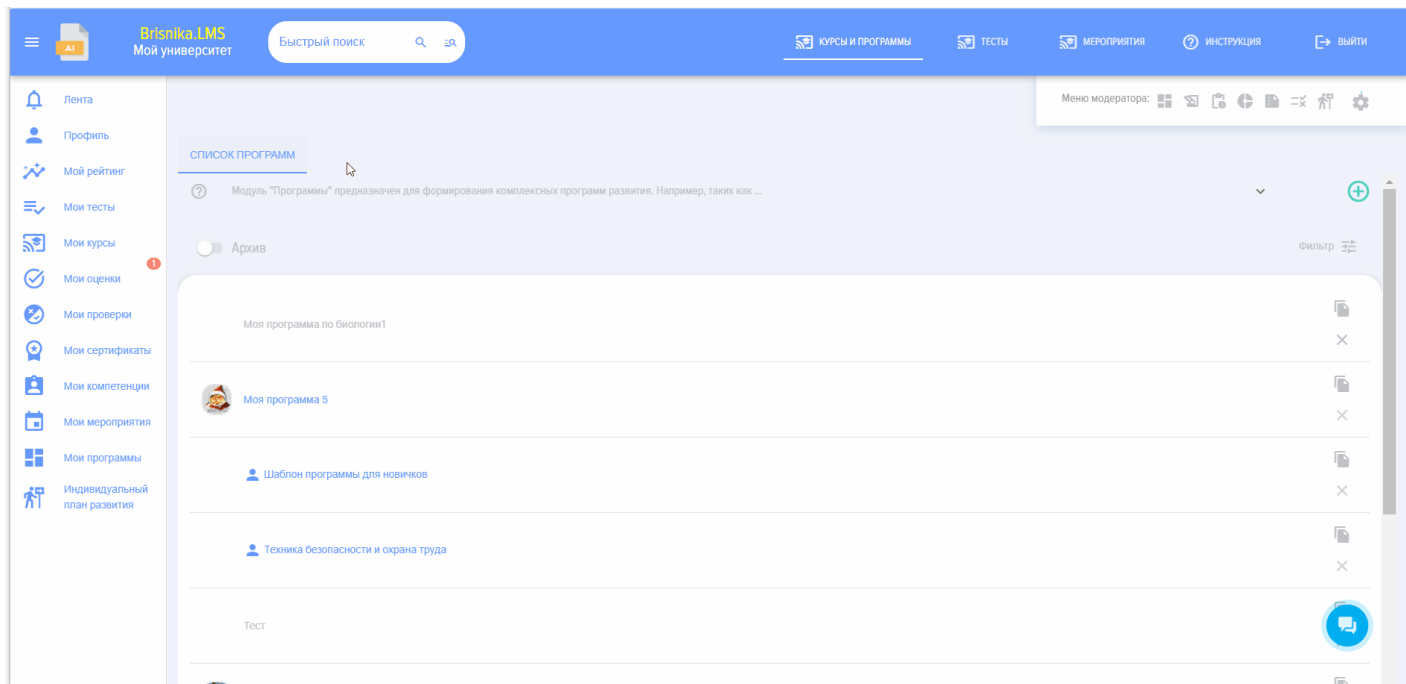 AI
Brisnika.LMS
Мой университет
Быстрый поиск
КУРСЫ И ПРОГРАММЫ
ТЕСТЫ
МЕРОПРИЯТИЯ
ИНСТРУКЦИЯ
ВЫЙТИ
Меню модератора:
Лента
Профиль
Мой рейтинг
Мои тесты
Мои курсы
1
Мои оценки
Мои проверки
Мои сертификаты
Мои компетенции
Мои мероприятия
Мои программы
Индивидуальный
план развития
СПИСОК ПРОГРАММ
Модуль "Программы" предназначен для формирования комплексных программ развития. Например, таких как ...
Архив
Фильтр
Моя программа по биологии1
Моя программа 5
Шаблон программы для новичков
Техника безопасности и охрана труда
Тест